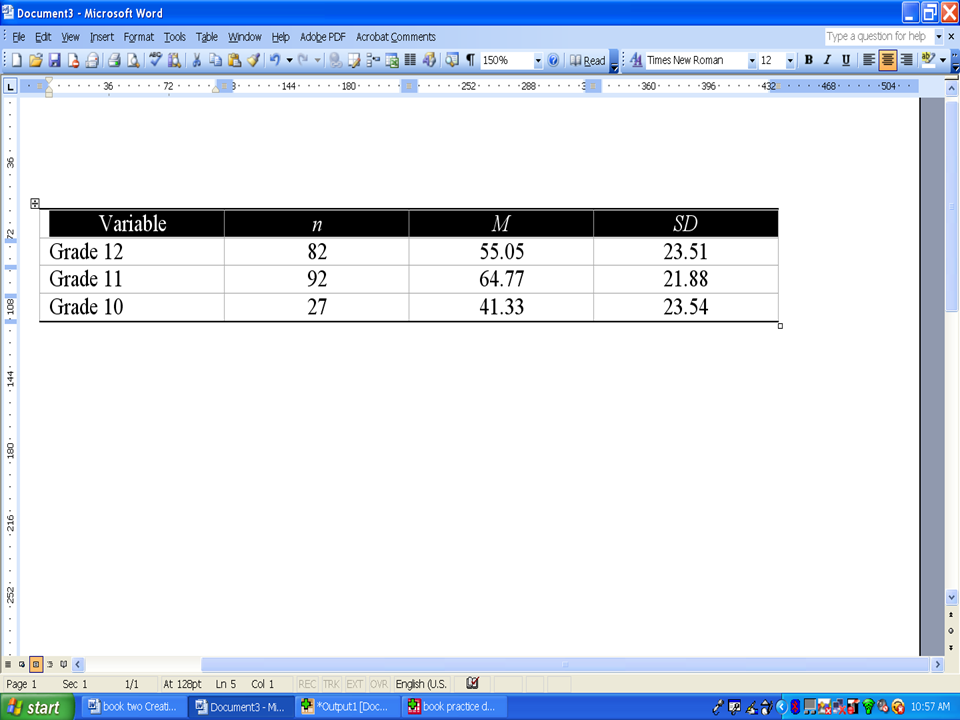 Document3 - Microsoft Word
File Edit View Insert Format Tools Table Window Help Adobe PDF Acrobat Comments Type a question for help
150% Read Times New Roman 12 B I U
36 72 144 180 252 288 360 396 432 468 504
36
72
108
144
180
216
252
Variable n M SD
Grade 12 82 55.05 23.51
Grade 11 92 64.77 21.88
Grade 10 27 41.33 23.54
Page 1 Sec 1 1/1 At 128pt Ln 5 Col 1 REC TRK EXT OVR English (U.S.
start book two Creati... Document3 - Mi... *Output1 [Doc... book practice d... 10:57 AM